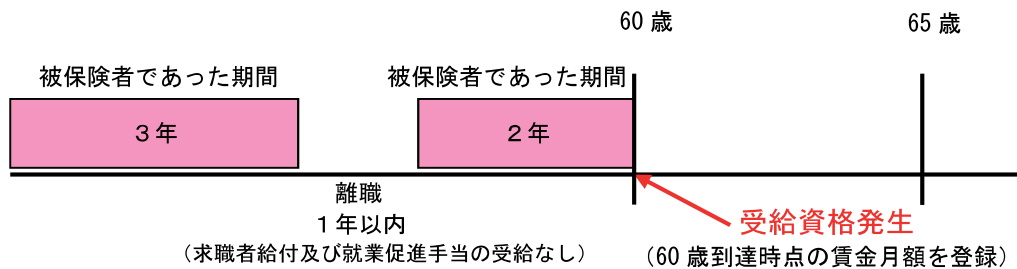 60歳
65歳
被保険者であった期間
被保険者であった期間
3年
2年
離職
1年以内
(求職者給付及び就業促進手当の受給なし)
受給資格発生
(60歳到達時点の賃金月額を登録)